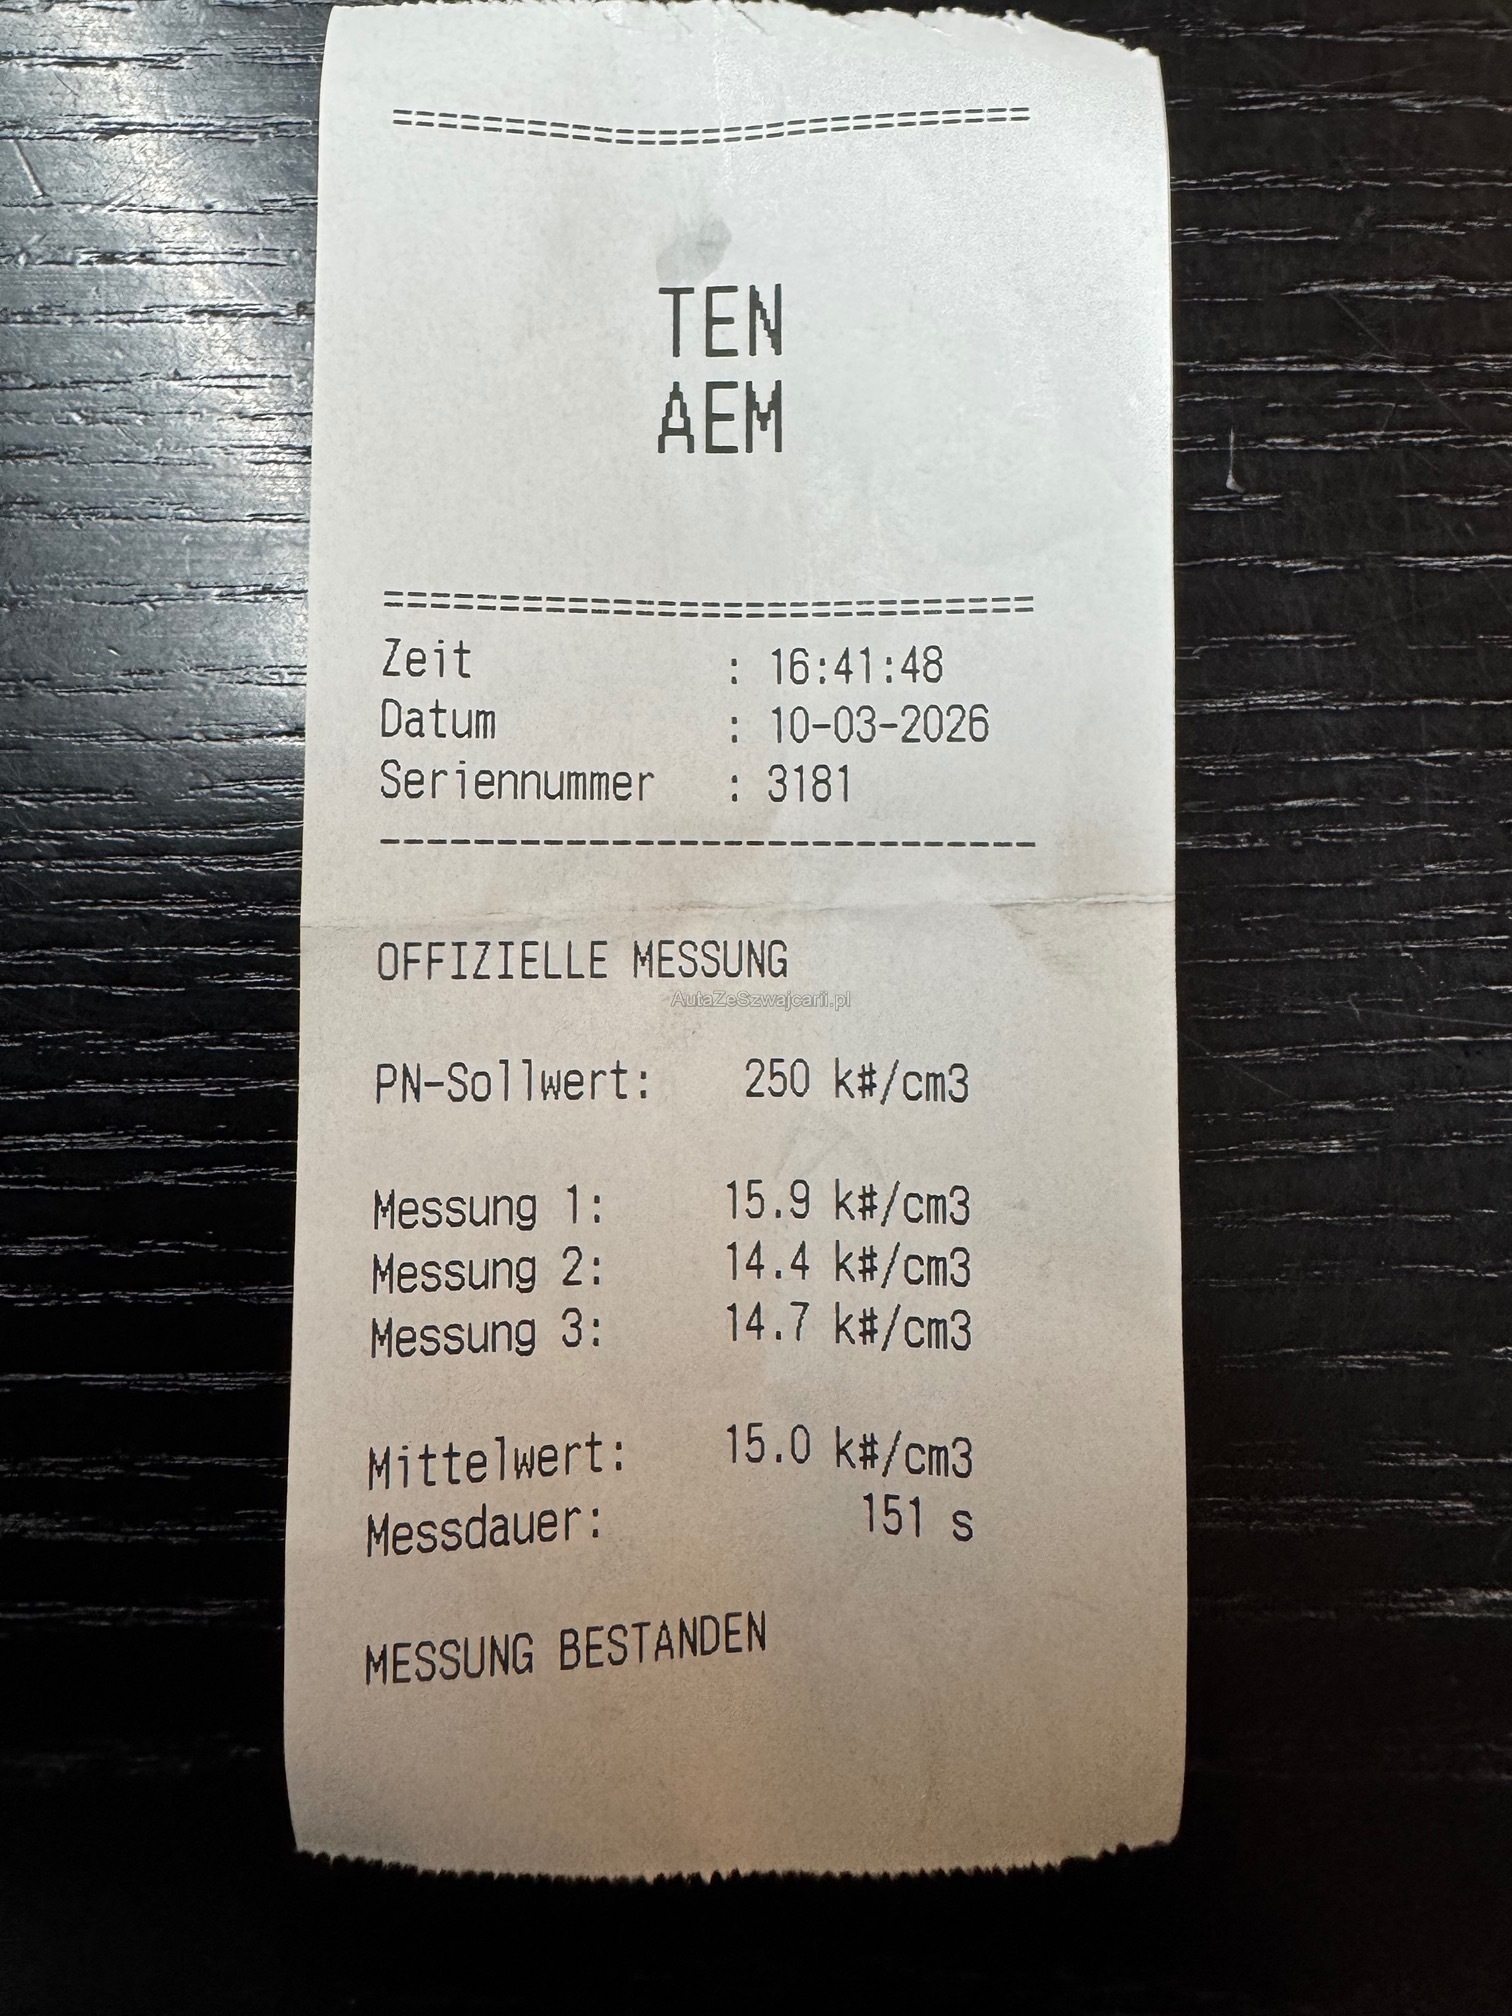 ============================
TEN
AEM
============================
Zeit : 16:41:48
Datum : 10-03-2026
Seriennummer : 3181
----------------------------
OFFIZIELLE MESSUNG
AutaZeSzwajcarii.pl
PN-Sollwert: 250 k#/cm3
Messung 1: 15.9 k#/cm3
Messung 2: 14.4 k#/cm3
Messung 3: 14.7 k#/cm3
Mittelwert: 15.0 k#/cm3
Messdauer: 151 s
MESSUNG BESTANDEN